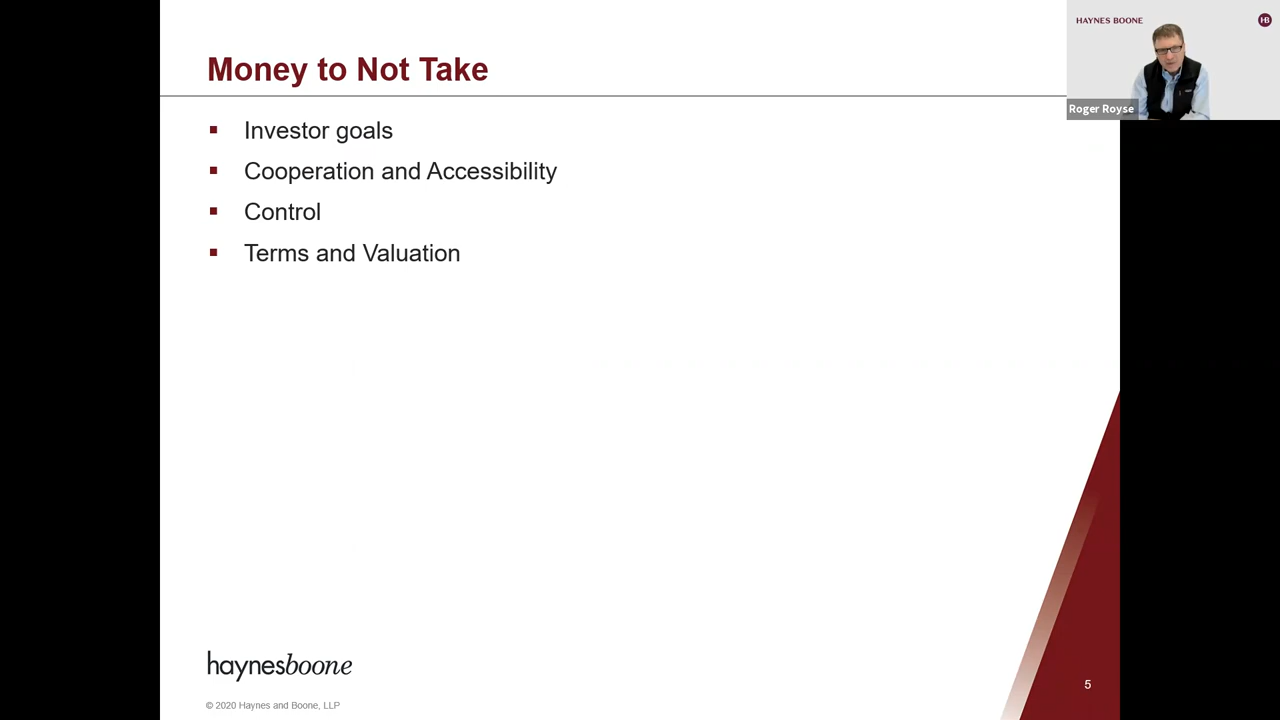 HAYNES BOONE
HB
Roger Royse
Money to Not Take
Investor goals
Cooperation and Accessibility
Control
Terms and Valuation
haynesboone
© 2020 Haynes and Boone, LLP
5